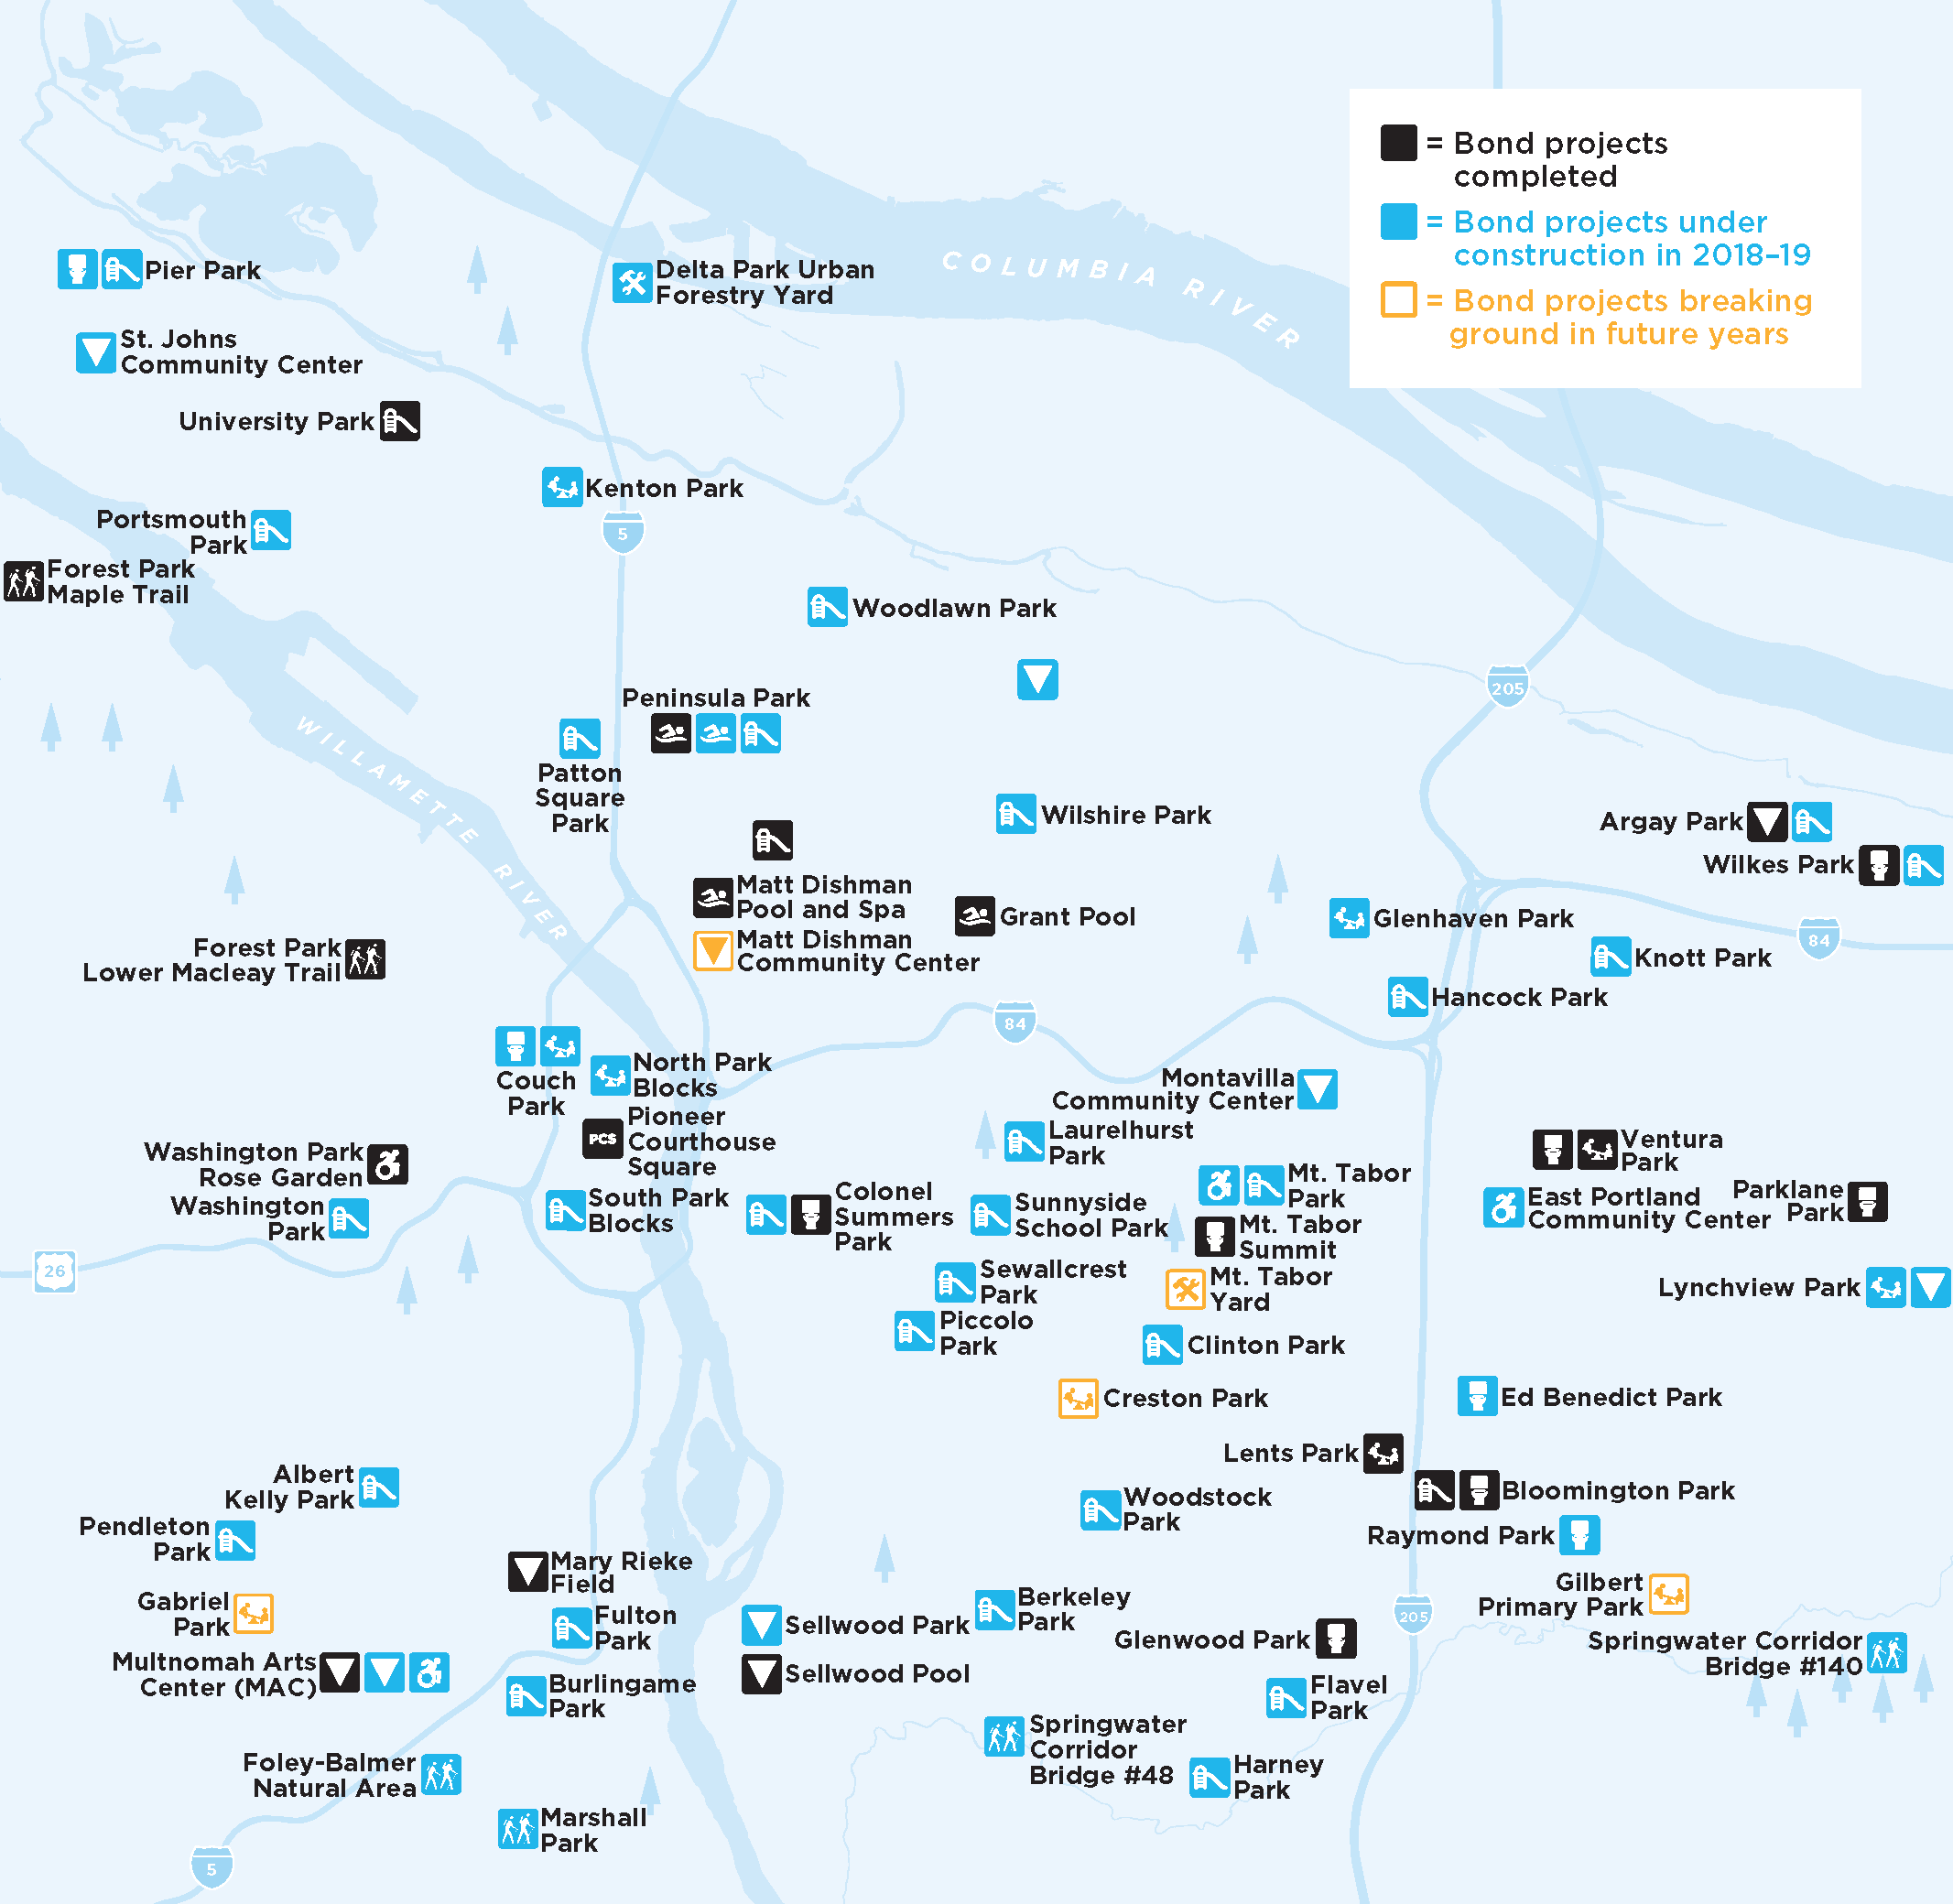 = Bond projects
completed
= Bond projects under
construction in 2018–19
= Bond projects breaking
ground in future years
COLUMBIA RIVER
Pier Park
Delta Park Urban
Forestry Yard
St. Johns
Community Center
University Park
Kenton Park
Portsmouth
Park
5
Forest Park
Maple Trail
Woodlawn Park
205
Peninsula Park
WILLAMETTE RIVER
Patton
Square
Park
Wilshire Park
Argay Park
Wilkes Park
Matt Dishman
Pool and Spa
Grant Pool
Glenhaven Park
Matt Dishman
Community Center
84
Knott Park
Forest Park
Lower Macleay Trail
Hancock Park
84
Couch
Park
North Park
Blocks
Montavilla
Community Center
PCS
Pioneer
Courthouse
Square
Laurelhurst
Park
Ventura
Park
Washington Park
Rose Garden
Mt. Tabor
Park
Washington
Park
South Park
Blocks
Colonel
Summers
Park
Sunnyside
School Park
Mt. Tabor
Summit
East Portland
Community Center
Parklane
Park
26
Sewallcrest
Park
Mt. Tabor
Yard
Lynchview Park
Piccolo
Park
Clinton Park
Creston Park
Ed Benedict Park
Lents Park
Albert
Kelly Park
Bloomington Park
Woodstock
Park
Pendleton
Park
Raymond Park
Mary Rieke
Field
Gabriel
Park
Fulton
Park
Sellwood Park
Berkeley
Park
205
Gilbert
Primary Park
Glenwood Park
Springwater Corridor
Bridge #140
Multnomah Arts
Center (MAC)
Sellwood Pool
Burlingame
Park
Flavel
Park
Springwater
Corridor
Bridge #48
Foley-Balmer
Natural Area
Harney
Park
Marshall
Park
5